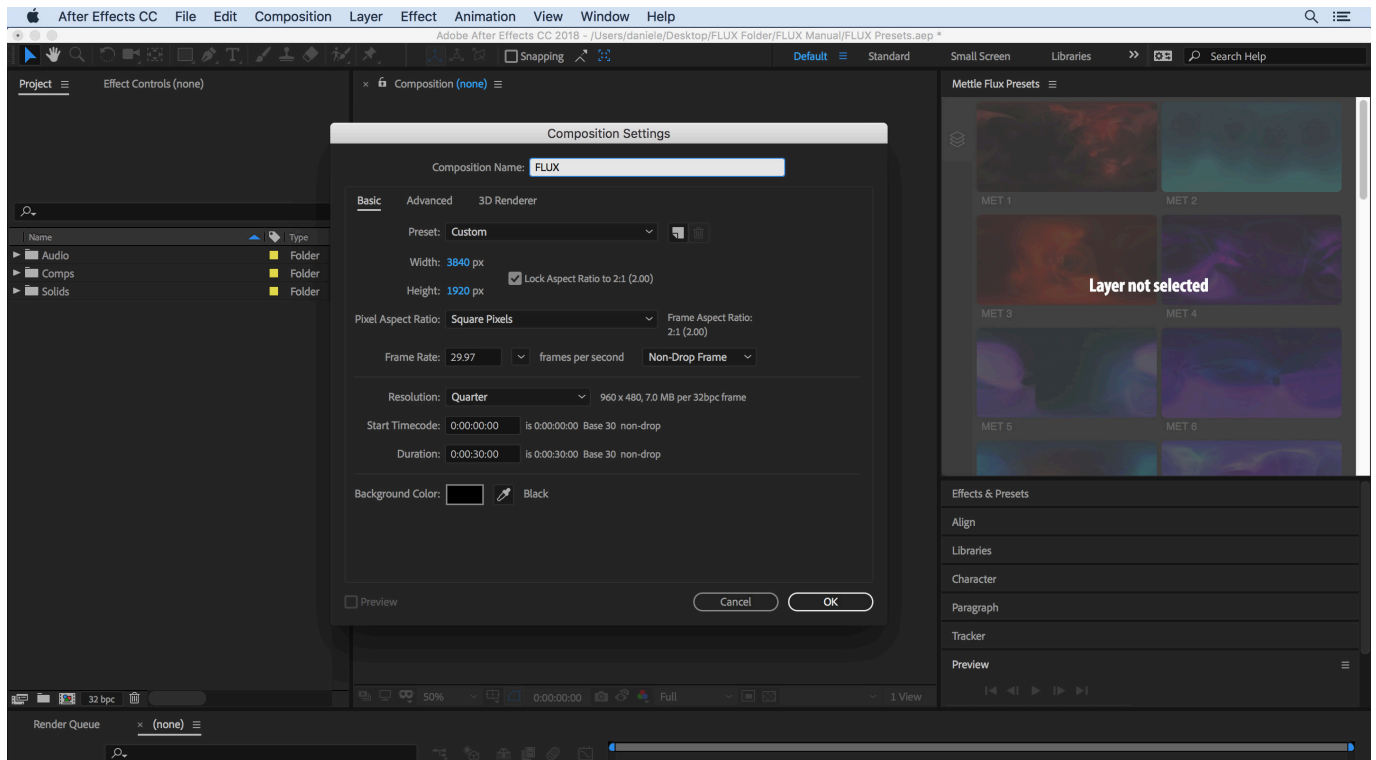 After Effects CC File Edit Composition Layer Effect Animation View Window Help
Adobe After Effects CC 2018 - /Users/daniele/Desktop/FLUX Folder/FLUX Manual/FLUX Presets.aep *
Snapping Default Standard Small Screen Libraries Search Help
Project Effect Controls (none) Composition (none) Mettle Flux Presets
Composition Settings
Composition Name: FLUX
Basic Advanced 3D Renderer
MET 1 MET 2
Preset: Custom
Name Type
Audio Folder
Comps Folder
Solids Folder
Width: 3840 px
Lock Aspect Ratio to 2:1 (2.00)
Height: 1920 px
Layer not selected
Pixel Aspect Ratio: Square Pixels Frame Aspect Ratio:
2:1 (2.00)
MET 3 MET 4
Frame Rate: 29.97 frames per second Non-Drop Frame
Resolution: Quarter 960 x 480, 7.0 MB per 32bpc frame
Start Timecode: 0:00:00:00 is 0:00:00:00 Base 30 non-drop
MET 5 MET 6
Duration: 0:00:30:00 is 0:00:30:00 Base 30 non-drop
Background Color: Black
Effects & Presets
Align
Libraries
Character
Preview Cancel OK
Paragraph
Tracker
Preview
32 bpc 50% 0:00:00:00 Full 1 View
Render Queue (none)